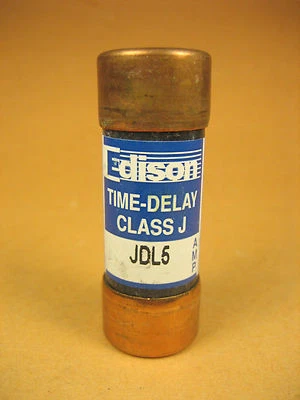 Edison
TIME-DELAY
CLASS J
JDL5
AMP